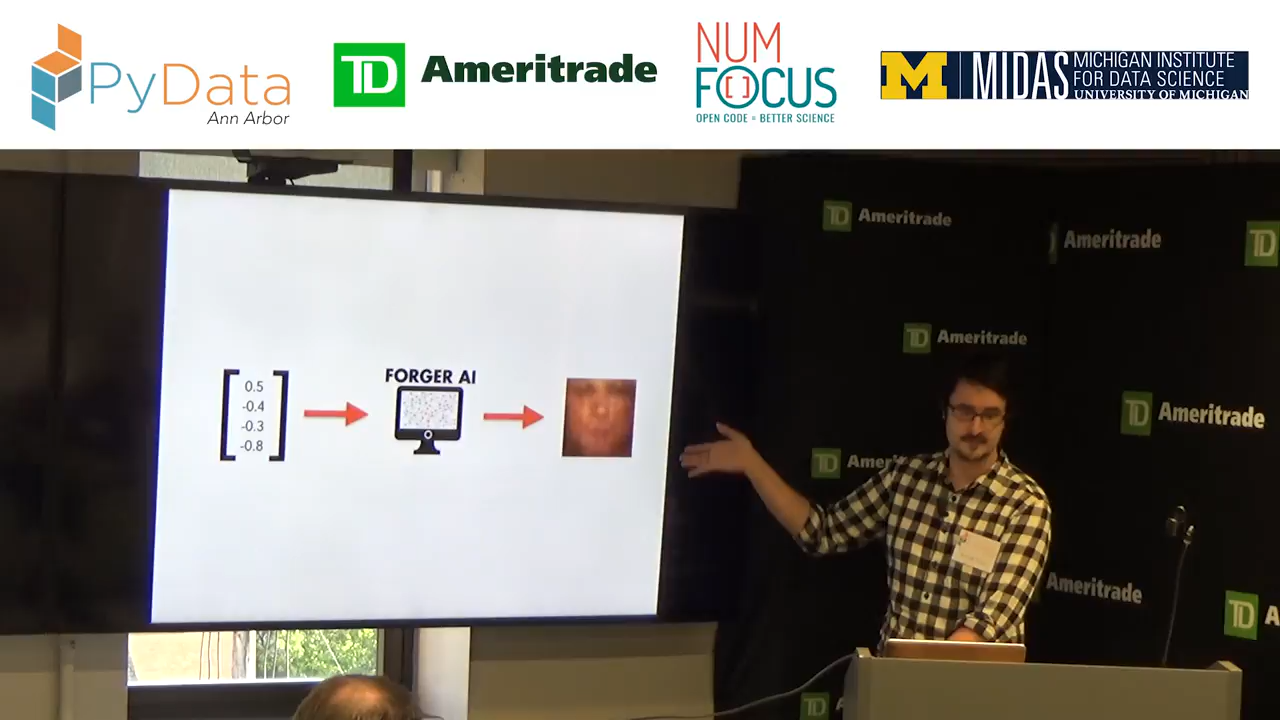 PyData
Ann Arbor
TD Ameritrade
NUM
FOCUS
OPEN CODE = BETTER SCIENCE
M MIDAS
MICHIGAN INSTITUTE
FOR DATA SCIENCE
UNIVERSITY OF MICHIGAN
FORGER AI
0.5
-0.4
-0.3
-0.8
TD Ameritrade
Ameritrade
TD
TD Ameritrade
TD Ameritrade
TD Ameri
Ameritrade
TD A
TD